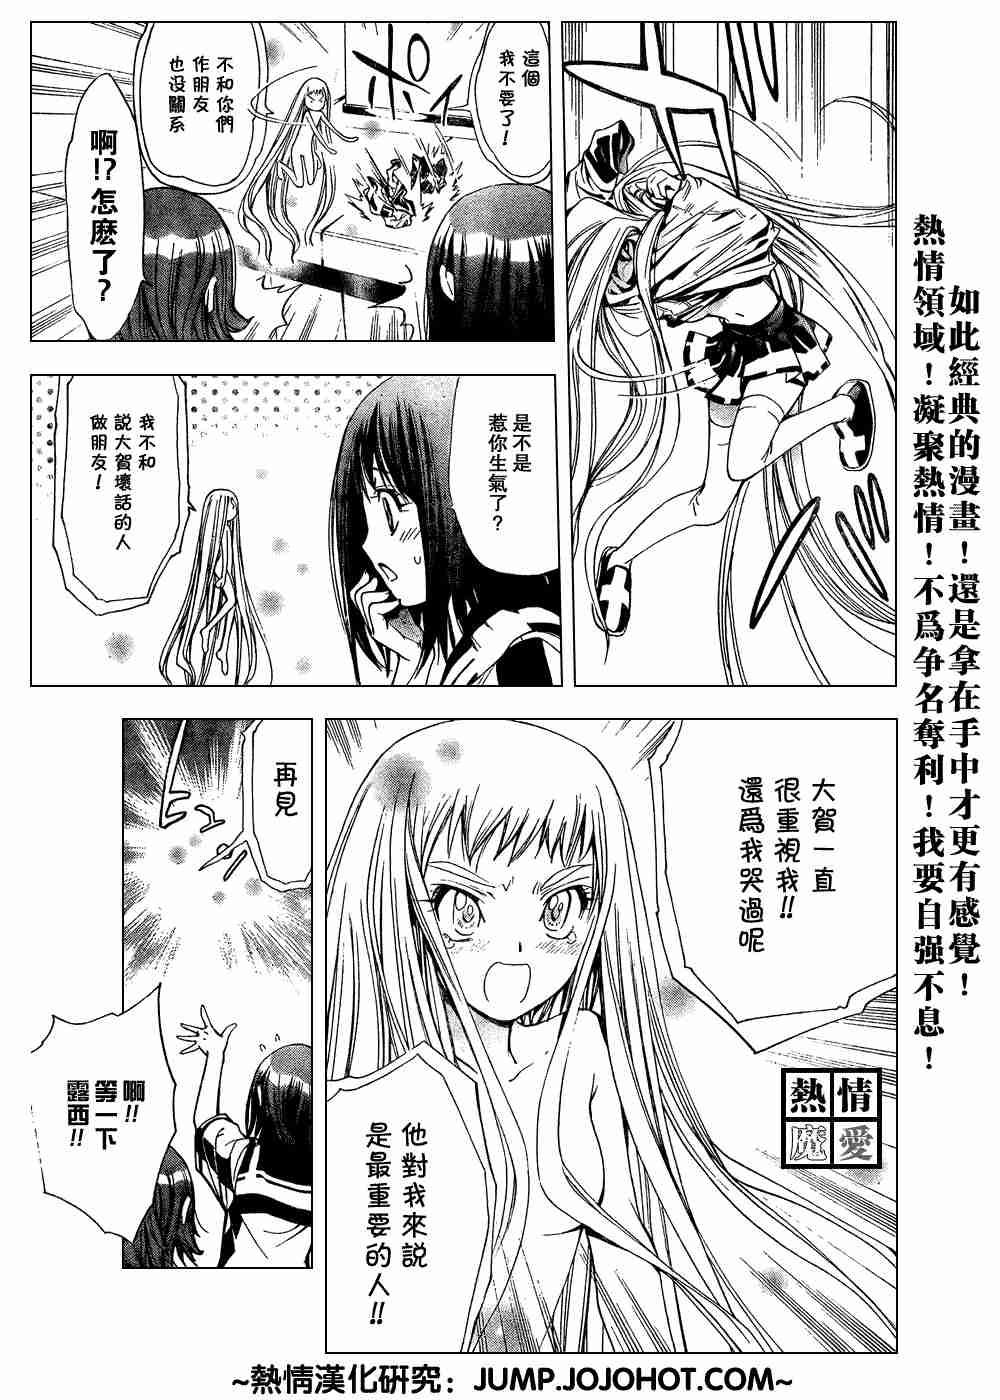 這個
我不要了！
不和你們
作朋友
也没關系
啊!?怎麽了？
ポイ
是不是
惹你生氣了？
我不和
說大賀壞話的人
做朋友！
大賀一直
很重視我!!
還爲我哭過呢
他對我來説
是最重要的人!!
再見
啊!!
等一下
露西!!
如此經典的漫畫！還是拿在手中才更有感覺！
熱情領域！凝聚熱情！不爲争名奪利！我要自强不息！
熱情
魔愛
~熱情漢化研究：JUMP.JOJOHOT.COM~